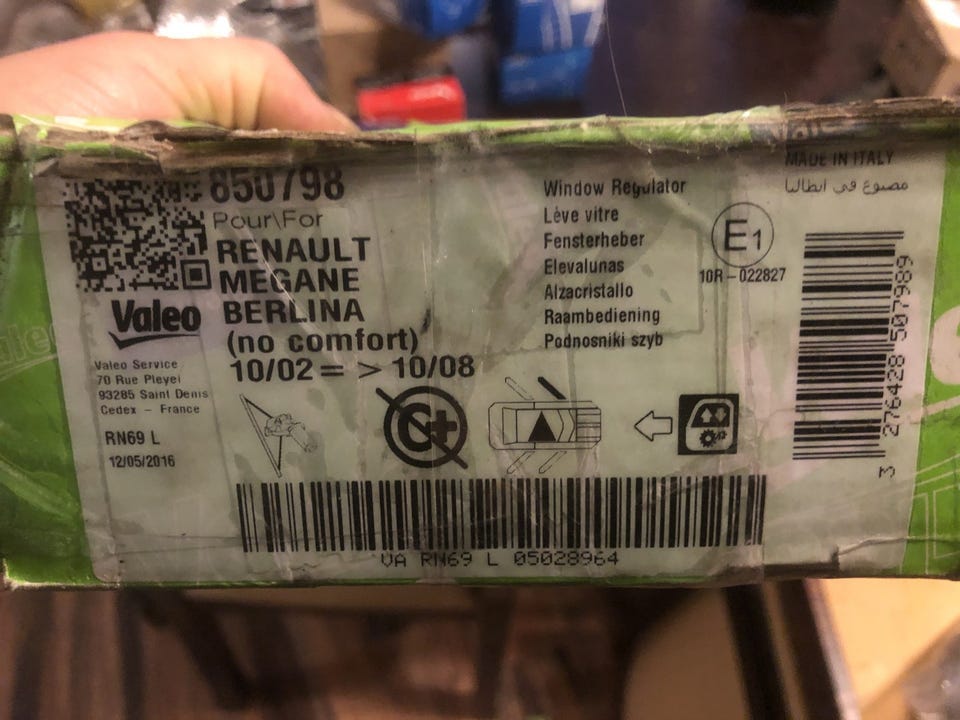 850798
Pour\For
RENAULT
MEGANE
BERLINA
(no comfort)
10/02 = > 10/08
Valeo
Valeo Service
70 Rue Pleyel
93285 Saint Denis
Cedex – France
RN69 L
12/05/2016
Window Regulator
Lève vitre
Fensterheber
Elevalunas
Alzacristallo
Raambediening
Podnosniki szyb
MADE IN ITALY
مصنوع في ايطاليا
E1
10R – 022827
C+
3 276428 507989
VA RN69 L 05028964